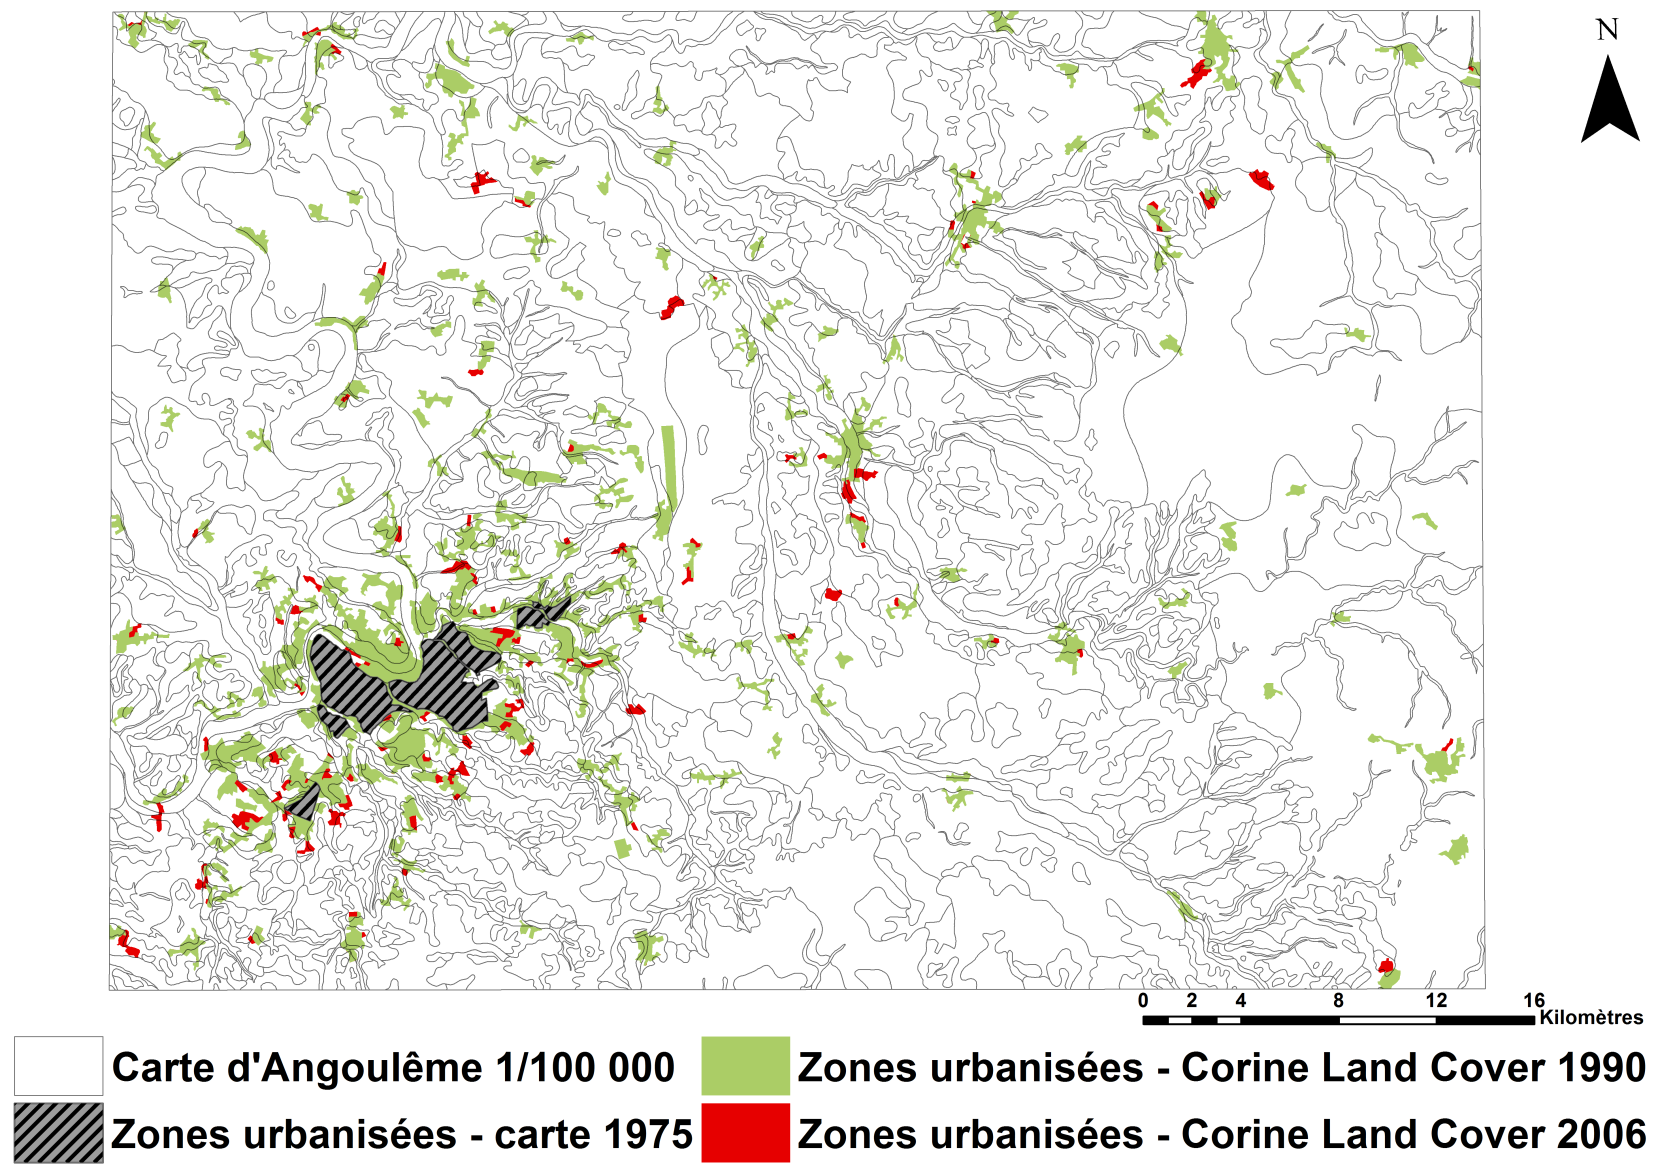 N
0 2 4 8 12 16
Kilomètres
Carte d'Angoulême 1/100 000
Zones urbanisées - Corine Land Cover 1990
Zones urbanisées - carte 1975
Zones urbanisées - Corine Land Cover 2006